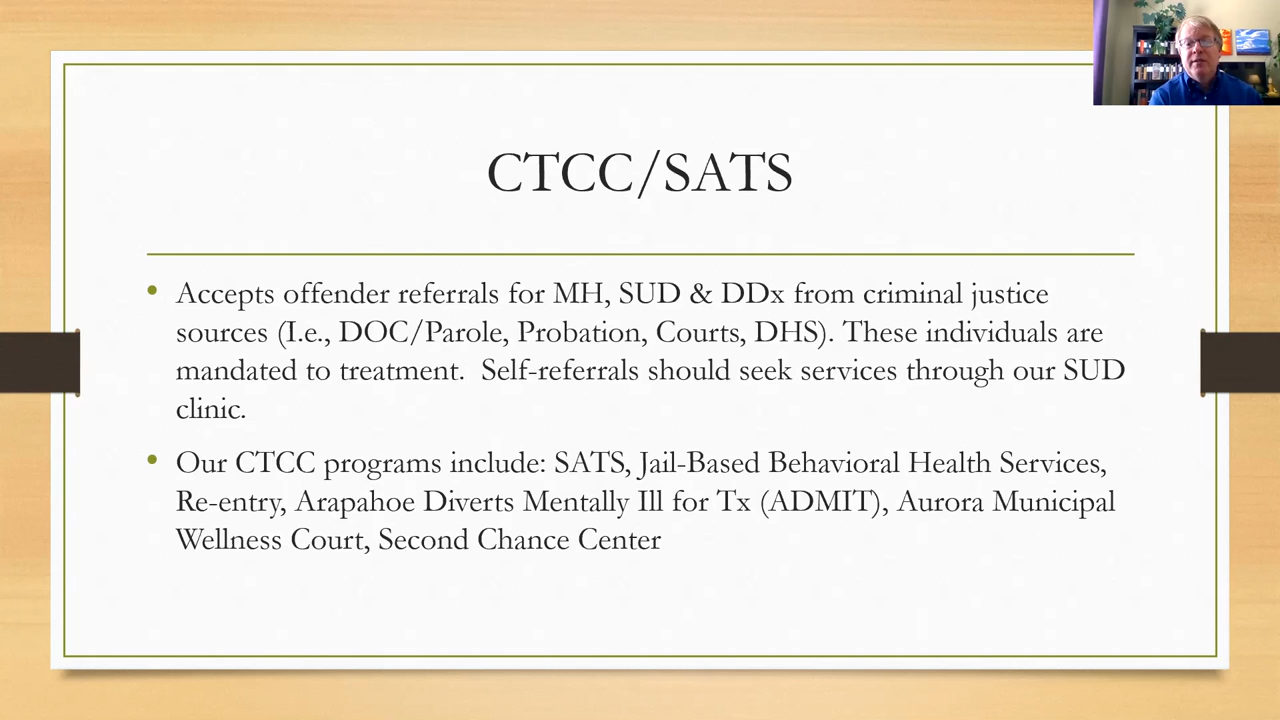 CTCC/SATS
• Accepts offender referrals for MH, SUD & DDx from criminal justice
sources (I.e., DOC/Parole, Probation, Courts, DHS). These individuals are
mandated to treatment.  Self-referrals should seek services through our SUD
clinic.
• Our CTCC programs include: SATS, Jail-Based Behavioral Health Services,
Re-entry, Arapahoe Diverts Mentally Ill for Tx (ADMIT), Aurora Municipal
Wellness Court, Second Chance Center